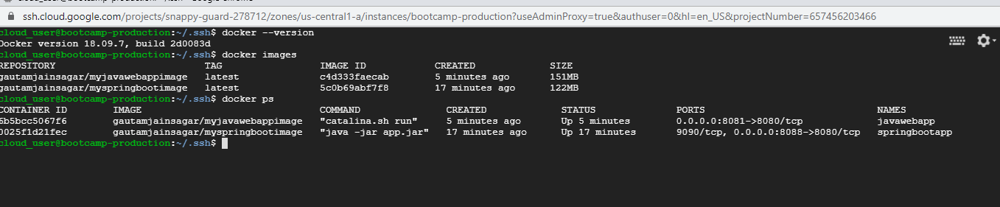 ssh.cloud.google.com/projects/snappy-guard-278712/zones/us-central1-a/instances/bootcamp-production?useAdminProxy=true&authuser=0&hl=en_US&projectNumber=657456203466
cloud_user@bootcamp-production:~/.ssh$ docker --version
Docker version 18.09.7, build 2d0083d
cloud_user@bootcamp-production:~/.ssh$ docker images
REPOSITORY TAG IMAGE ID CREATED SIZE
gautamjainsagar/myjavawebappimage latest c4d333faecab 5 minutes ago 151MB
gautamjainsagar/myspringbootimage latest 5c0b69abf7f8 17 minutes ago 122MB
cloud_user@bootcamp-production:~/.ssh$ docker ps
CONTAINER ID IMAGE COMMAND CREATED STATUS PORTS NAMES
6b5bcc5067f6 gautamjainsagar/myjavawebappimage "catalina.sh run" 5 minutes ago Up 5 minutes 0.0.0.0:8081->8080/tcp javawebapp
0025f1d21fec gautamjainsagar/myspringbootimage "java -jar app.jar" 17 minutes ago Up 17 minutes 9090/tcp, 0.0.0.0:8088->8080/tcp springbootapp
cloud_user@bootcamp-production:~/.ssh$